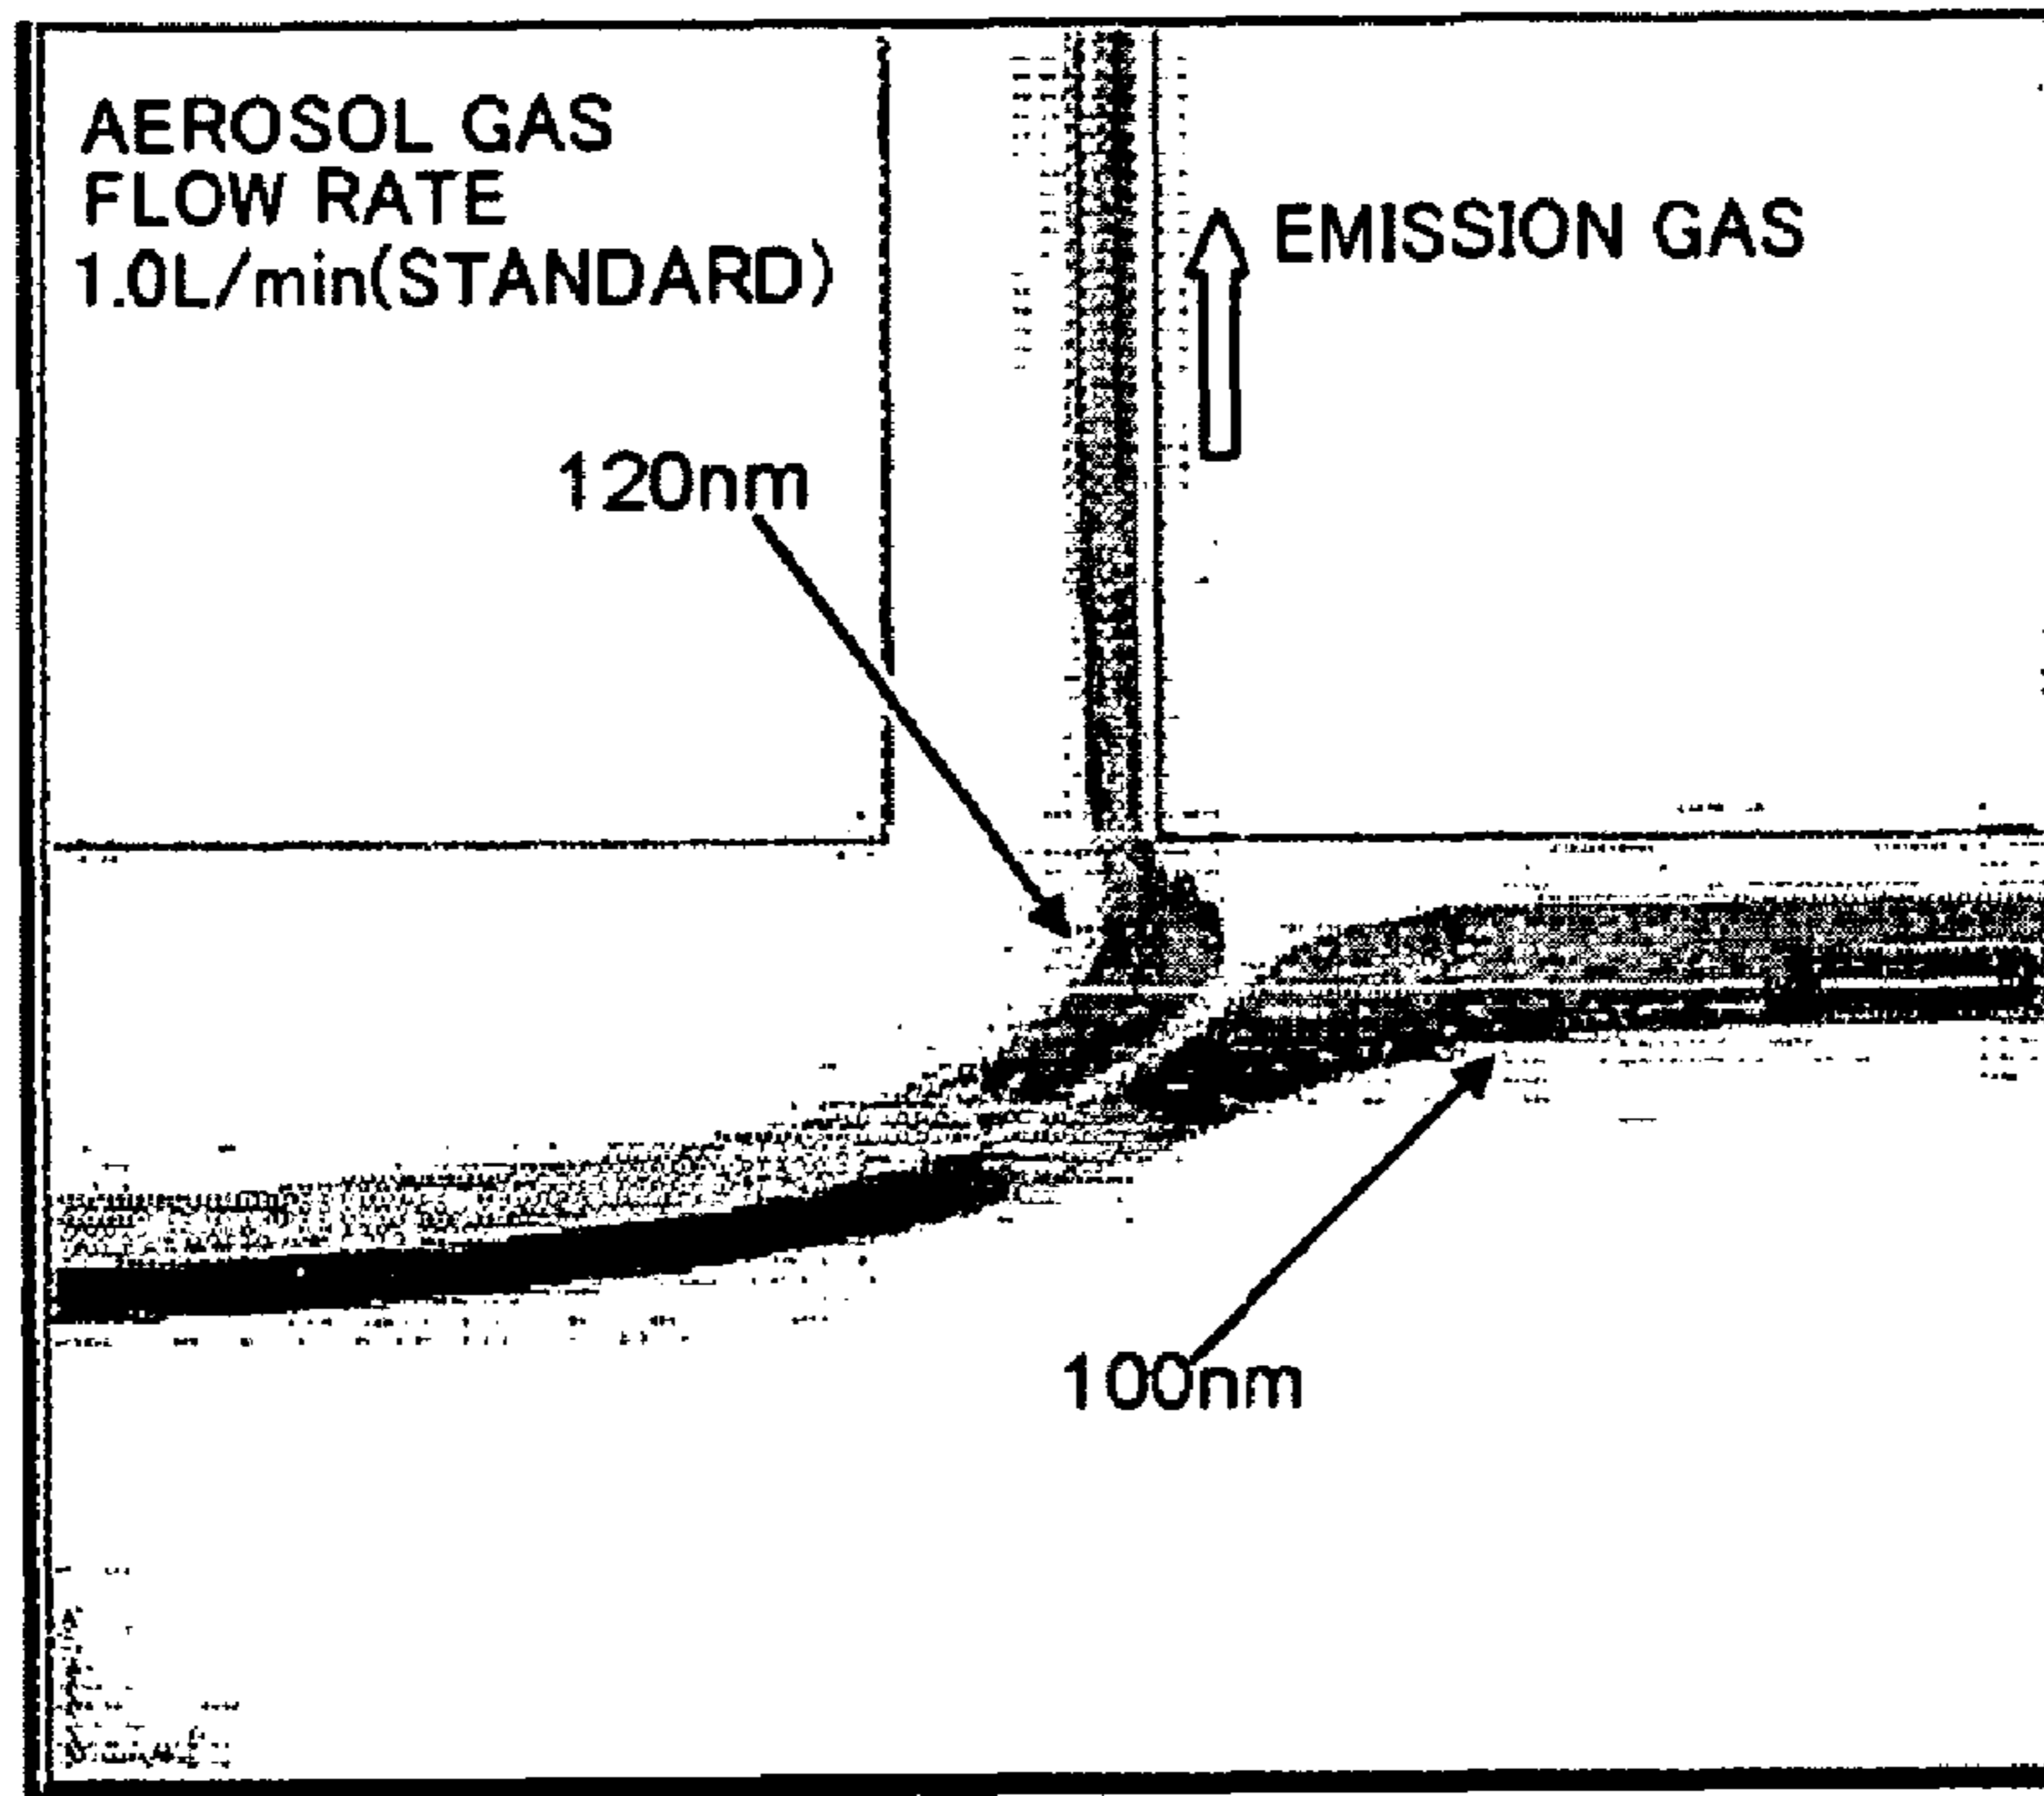 AEROSOL GAS
FLOW RATE
1.0L/min(STANDARD)
EMISSION GAS
120nm
100nm